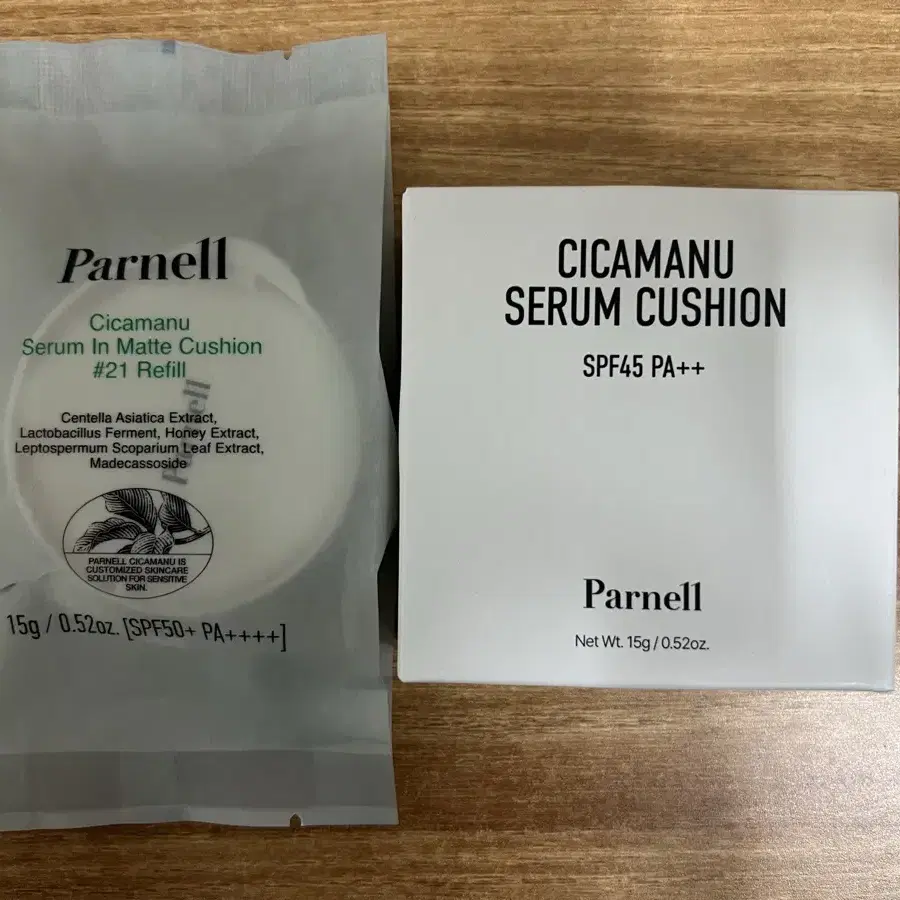 Parnell
Cicamanu
Serum In Matte Cushion
#21 Refill
Centella Asiatica Extract,
Lactobacillus Ferment, Honey Extract,
Leptospermum Scoparium Leaf Extract,
Madecassoside
Parnell
PARNELL CICAMANU IS
CUSTOMIZED SKINCARE
SOLUTION FOR SENSITIVE
SKIN.
15g / 0.52oz. [SPF50+ PA++++]
CICAMANU
SERUM CUSHION
SPF45 PA++
Parnell
Net Wt. 15g / 0.52oz.